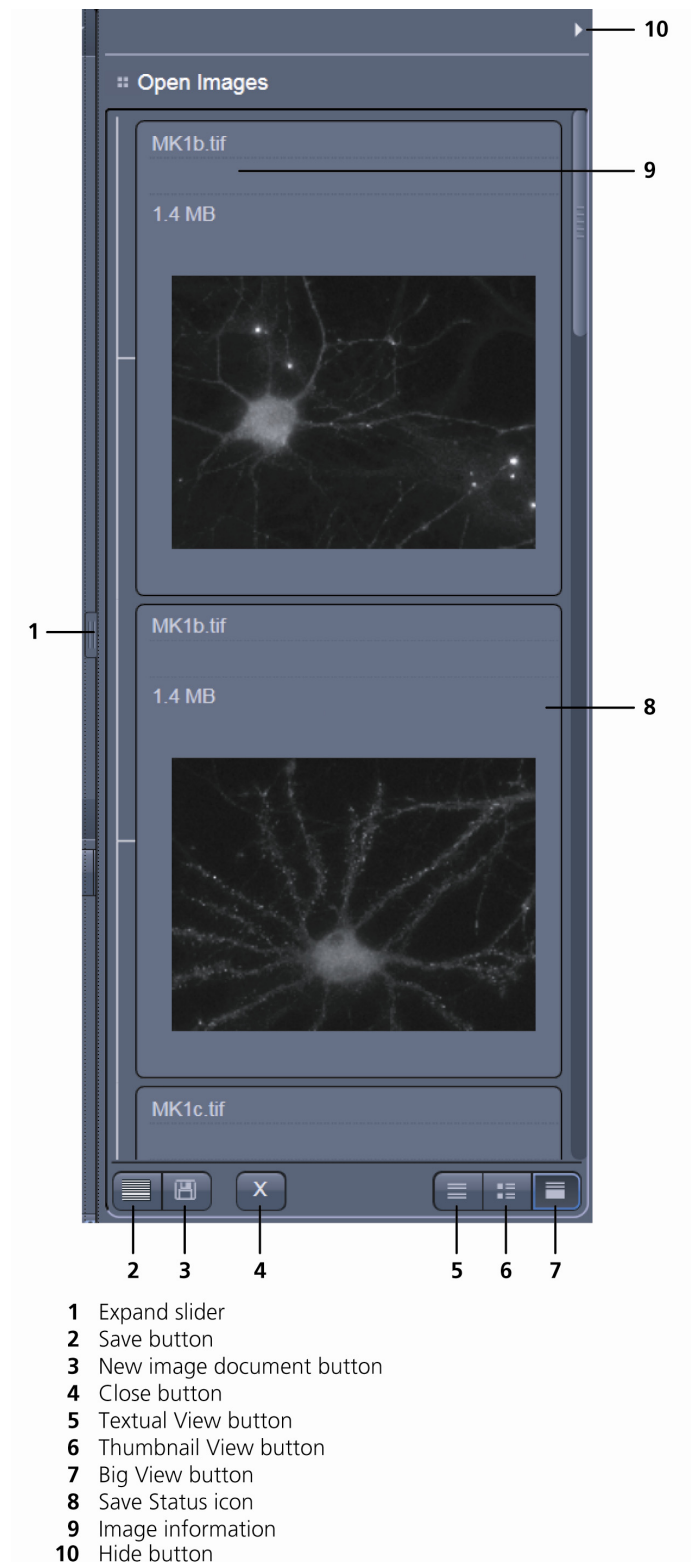 10
Open Images
MK1b.tif
9
1.4 MB
MK1b.tif
1
1.4 MB
8
MK1c.tif
X
2 3 4 5 6 7
1 Expand slider
2 Save button
3 New image document button
4 Close button
5 Textual View button
6 Thumbnail View button
7 Big View button
8 Save Status icon
9 Image information
10 Hide button